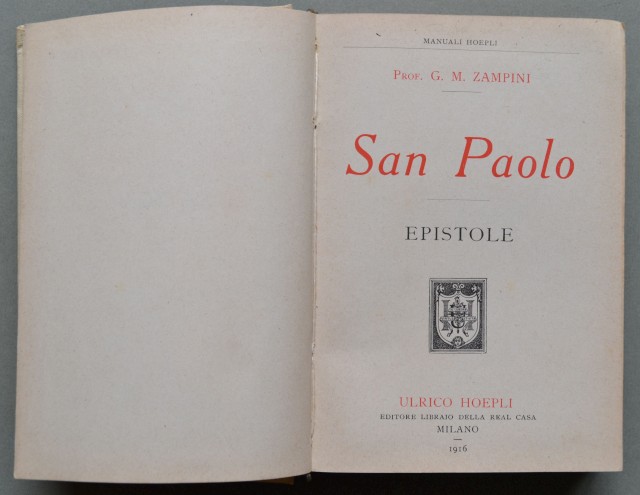 MANUALI HOEPLI
PROF. G. M. ZAMPINI
San Paolo
EPISTOLE
ULRICO HOEPLI
EDITORE LIBRAIO DELLA REAL CASA
MILANO
1916